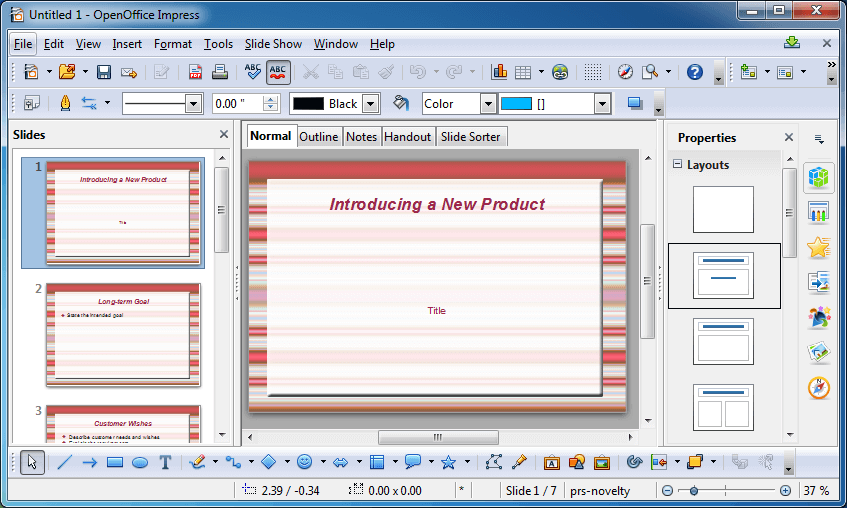 Untitled 1 - OpenOffice Impress
File Edit View Insert Format Tools Slide Show Window Help
ABC ABC
0.00 " Black Color []
Slides
Normal Outline Notes Handout Slide Sorter
Properties
Layouts
1
Introducing a New Product
Title
2
Long-term Goal
State the intended goal
3
Customer Wishes
Describe customer needs and wishes
Introducing a New Product
Title
2.39 / -0.34 0.00 x 0.00 * Slide 1 / 7 prs-novelty 37 %